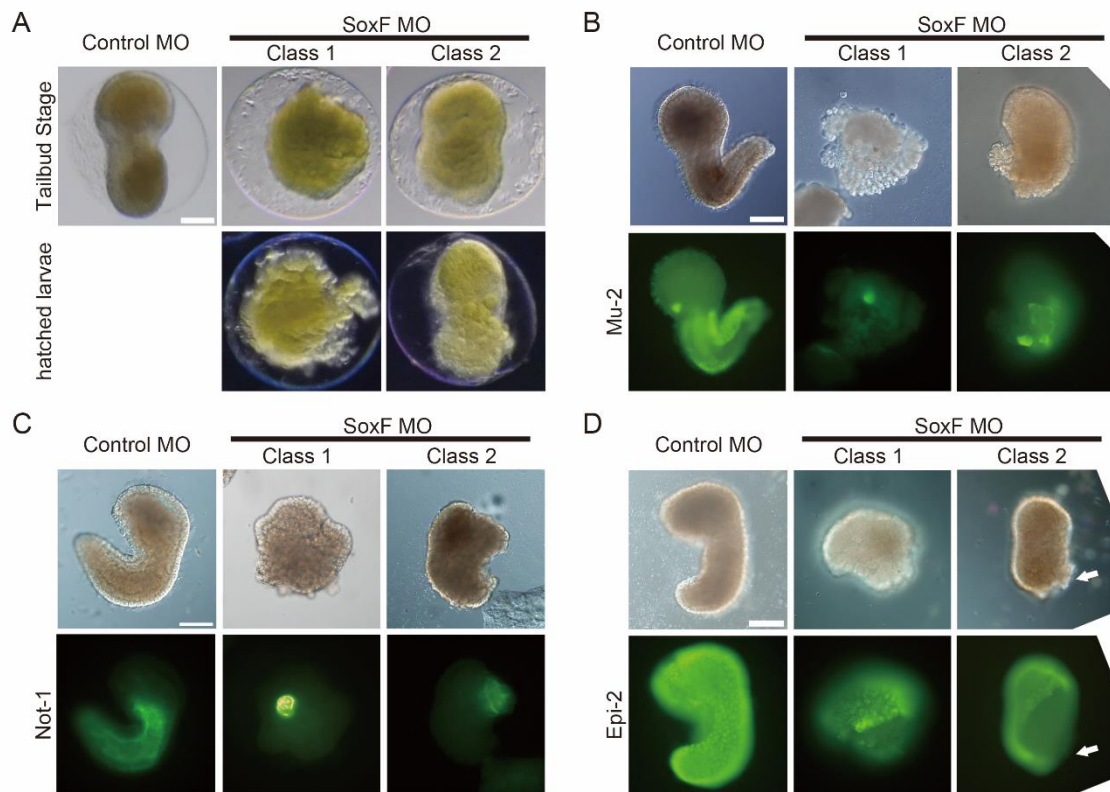 A
Control MO
SoxF MO
Class 1
Class 2
Tailbud Stage
hatched larvae
B
Control MO
SoxF MO
Class 1
Class 2
Mu-2
C
Control MO
SoxF MO
Class 1
Class 2
Not-1
D
Control MO
SoxF MO
Class 1
Class 2
Epi-2